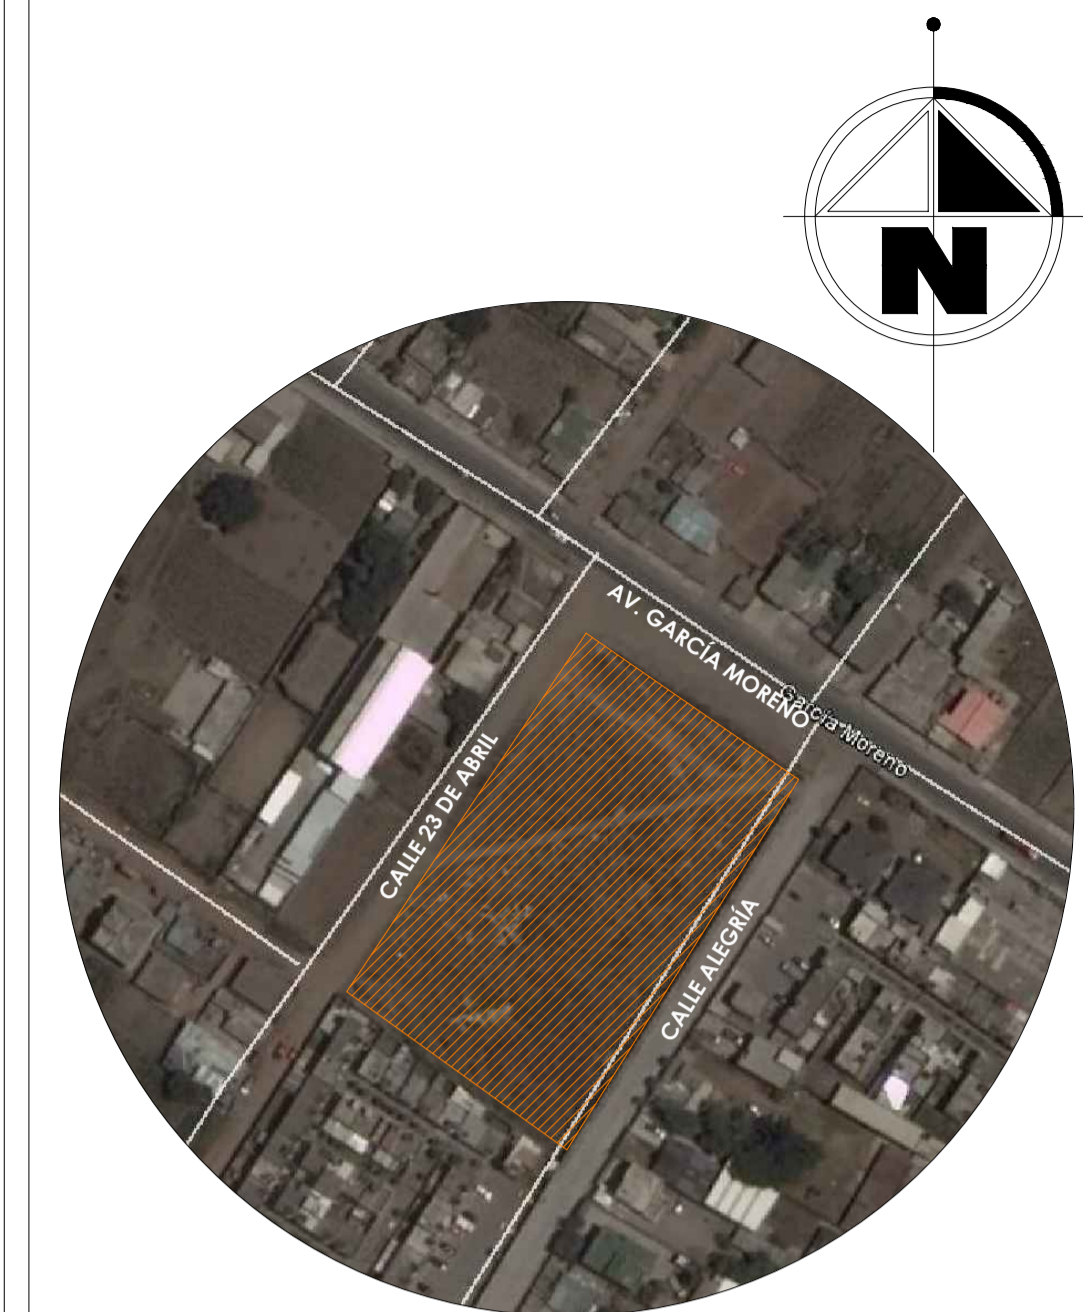 N
AV. GARCÍA MORENO
García Moreno
CALLE 23 DE ABRIL
CALLE ALEGRÍA